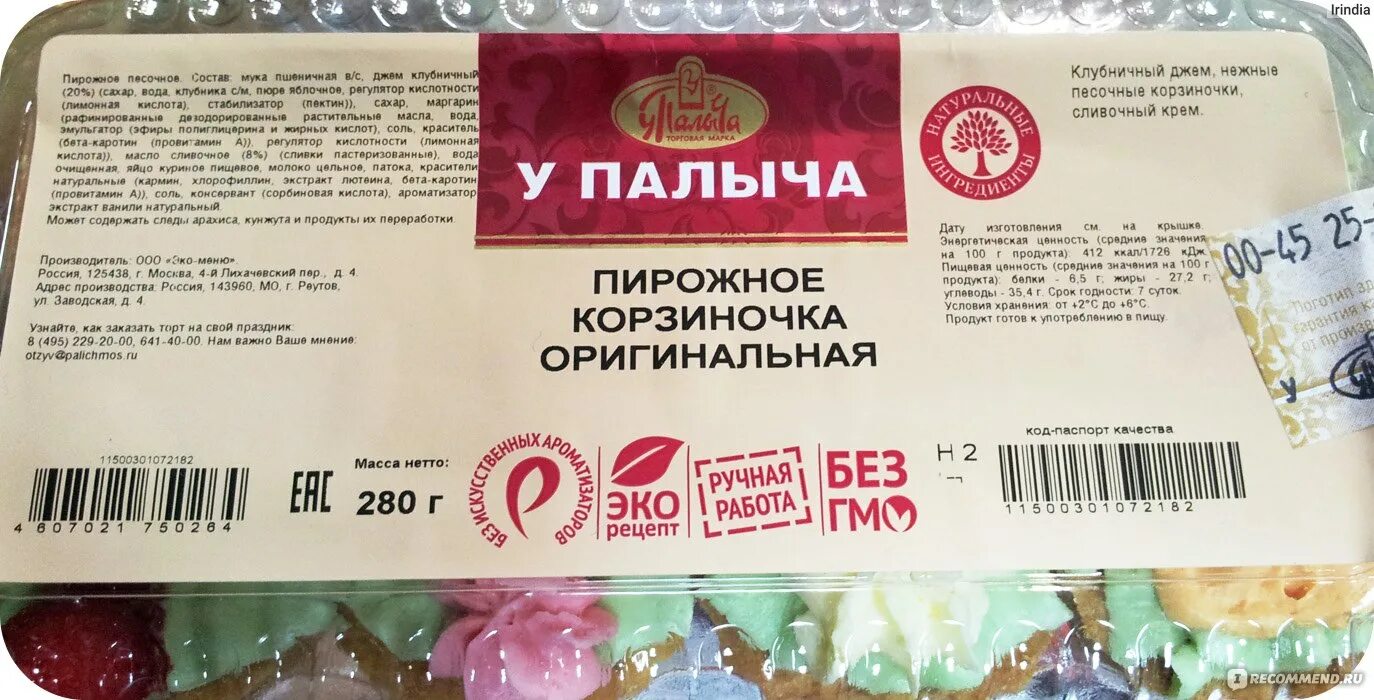 Irindia
Пирожное песочное. Состав: мука пшеничная в/с, джем клубничный
(20%) (сахар, вода, клубника с/м, пюре яблочное, регулятор кислотности
(лимонная кислота), стабилизатор (пектин)), сахар, маргарин
(рафинированные дезодорированные растительные масла, вода,
эмульгатор (эфиры полиглицерина и жирных кислот), соль, краситель
(бета-каротин (провитамин А)), регулятор кислотности (лимонная
кислота)), масло сливочное (8%) (сливки пастеризованные), вода
очищенная, яйцо куриное пищевое, молоко цельное, патока, красители
натуральные (кармин, хлорофиллин, экстракт лютеина, бета-каротин
(провитамин А)), соль, консервант (сорбиновая кислота), ароматизатор
экстракт ванили натуральный.
Может содержать следы арахиса, кунжута и продукты их переработки.
Производитель: ООО «Эко-меню».
Россия, 125438, г. Москва, 4-й Лихачевский пер., д. 4.
Адрес производства: Россия, 143960, МО, г. Реутов,
ул. Заводская, д. 4.
Узнайте, как заказать торт на свой праздник:
8 (495) 229-20-00, 641-40-00. Нам важно Ваше мнение:
otzyv@palichmos.ru
У Палыча
®
ТОРГОВАЯ МАРКА
У ПАЛЫЧА
ПИРОЖНОЕ
КОРЗИНОЧКА
ОРИГИНАЛЬНАЯ
НАТУРАЛЬНЫЕ
ИНГРЕДИЕНТЫ
Клубничный джем, нежные
песочные корзиночки,
сливочный крем.
Дату изготовления см. на крышке.
Энергетическая ценность (средние значения
на 100 г продукта): 412 ккал/1726 кДж.
Пищевая ценность (средние значения на 100 г
продукта): белки - 6,5 г; жиры - 27,2 г;
углеводы - 35,4 г. Срок годности: 7 суток.
Условия хранения: от +2°С до +6°С.
Продукт готов к употреблению в пищу.
00-45 25-
Логотип
гарантия
от произв
У
11500301072182
4 607021 750264
EAC
Масса нетто:
280 г
БЕЗ ИСКУССТВЕННЫХ АРОМАТИЗАТОРОВ
ЭКО
рецепт
РУЧНАЯ
РАБОТА
БЕЗ
ГМО
Н 2
код-паспорт качества
11500301072182
IRECOMMEND.RU